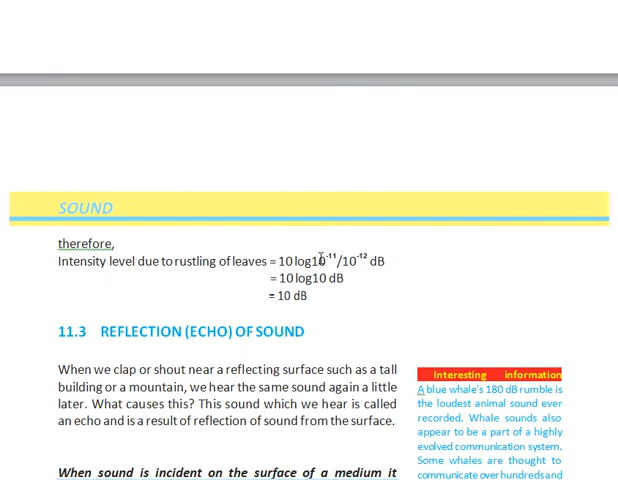 SOUND
therefore,
Intensity level due to rustling of leaves = 10 log10⁻¹¹/10⁻¹² dB
= 10 log10 dB
= 10 dB
11.3 REFLECTION (ECHO) OF SOUND
When we clap or shout near a reflecting surface such as a tall
building or a mountain, we hear the same sound again a little
later. What causes this? This sound which we hear is called
an echo and is a result of reflection of sound from the surface.
When sound is incident on the surface of a medium it
Interesting information
A blue whale's 180 dB rumble is
the loudest animal sound ever
recorded. Whale sounds also
appear to be a part of a highly
evolved communication system.
Some whales are thought to
communicate over hundreds and